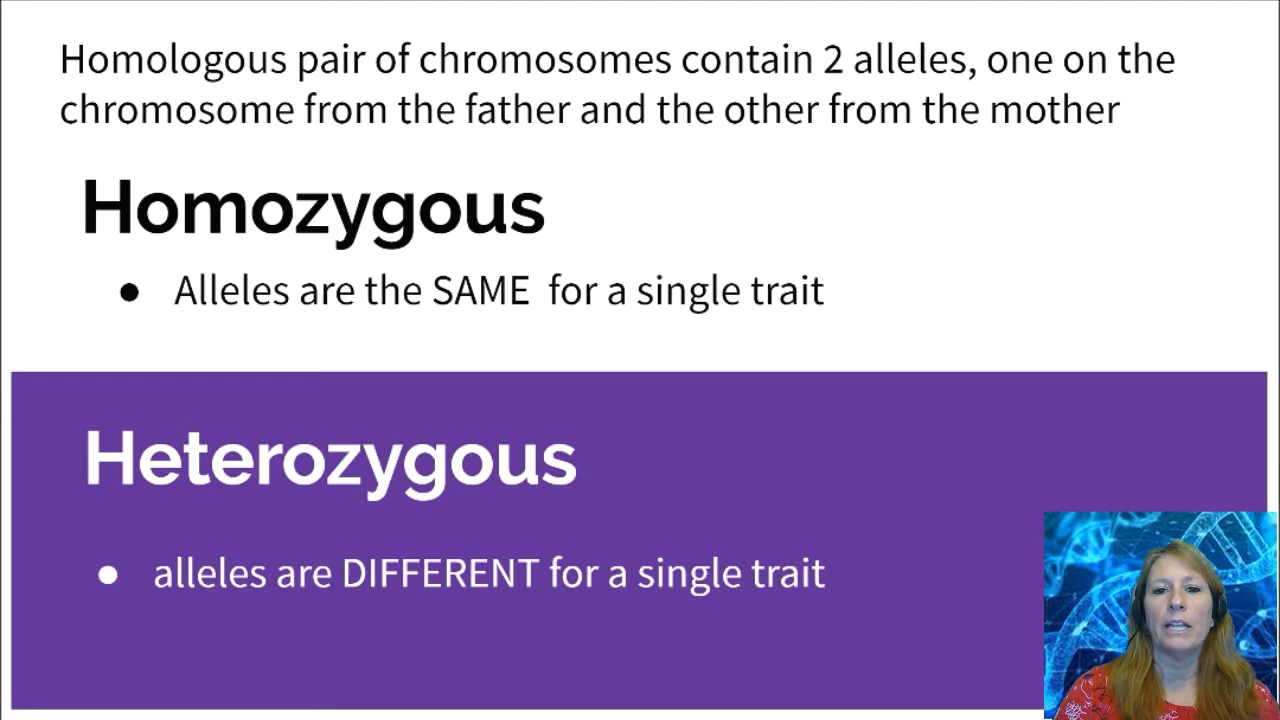 Homologous pair of chromosomes contain 2 alleles, one on the
chromosome from the father and the other from the mother
Homozygous
● Alleles are the SAME for a single trait
Heterozygous
● alleles are DIFFERENT for a single trait